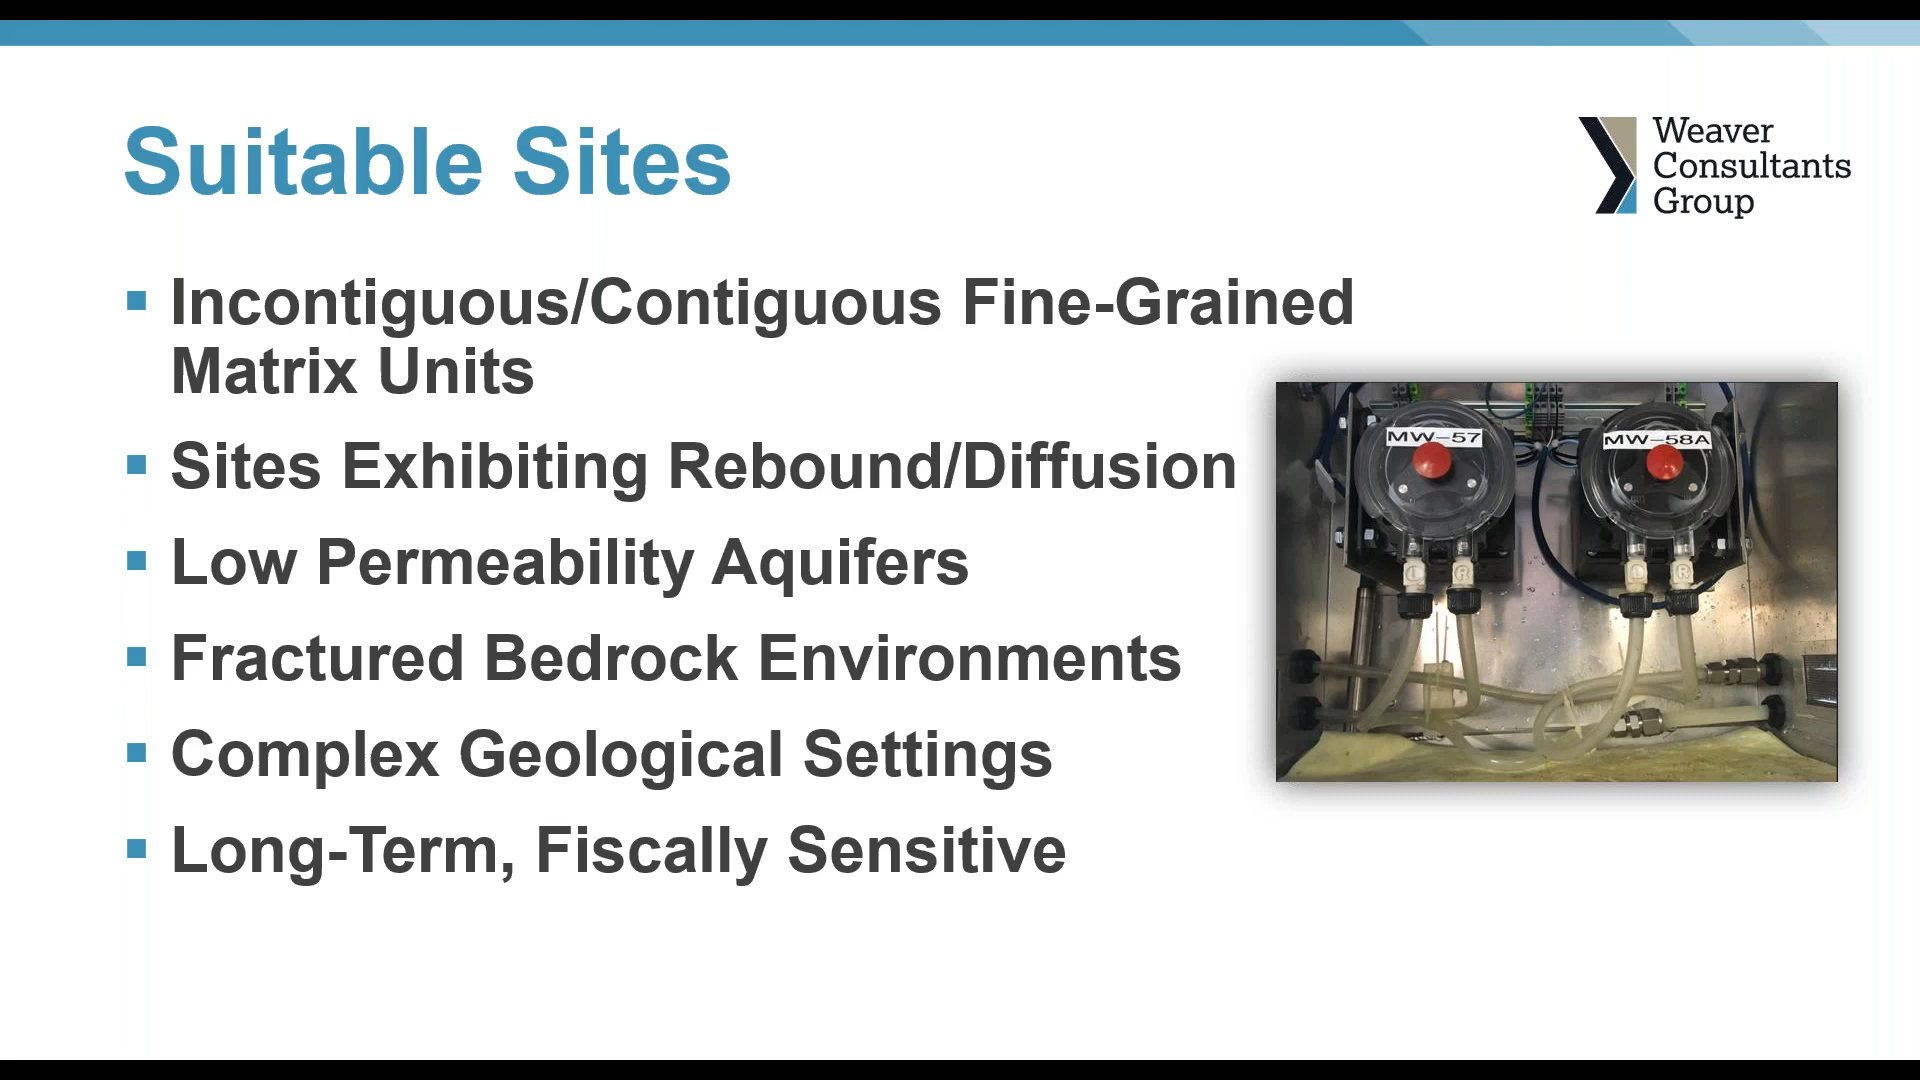 Suitable Sites
Weaver
Consultants
Group
Incontiguous/Contiguous Fine-Grained
Matrix Units
Sites Exhibiting Rebound/Diffusion
Low Permeability Aquifers
Fractured Bedrock Environments
Complex Geological Settings
Long-Term, Fiscally Sensitive
MW-57
MW-58A
I R
I R